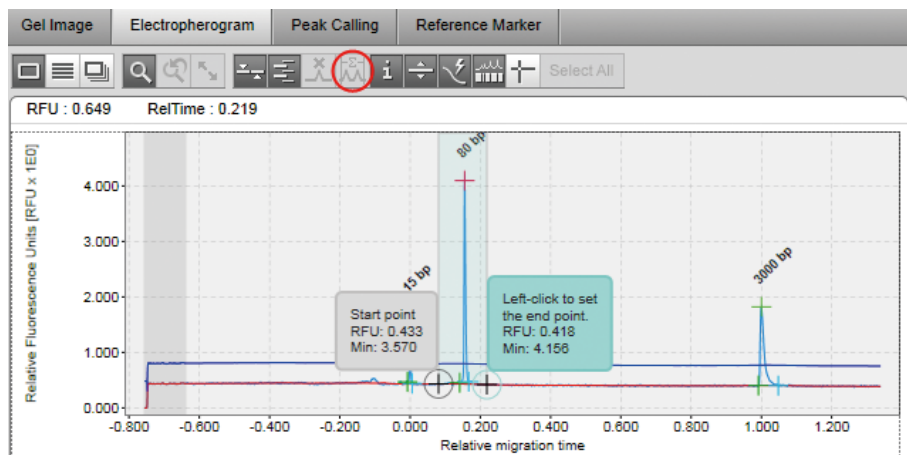 Gel Image Electropherogram Peak Calling Reference Marker
Σ i Select All
RFU : 0.649 RelTime : 0.219
Relative Fluorescence Units [RFU x 1E0]
80 bp
4.000
3.000
15 bp
3000 bp
2.000
Start point
RFU: 0.433
Min: 3.570
Left-click to set
the end point.
RFU: 0.418
Min: 4.156
1.000
0.000
-0.800 -0.600 -0.400 -0.200 0.000 0.200 0.400 0.600 0.800 1.000 1.200
Relative migration time